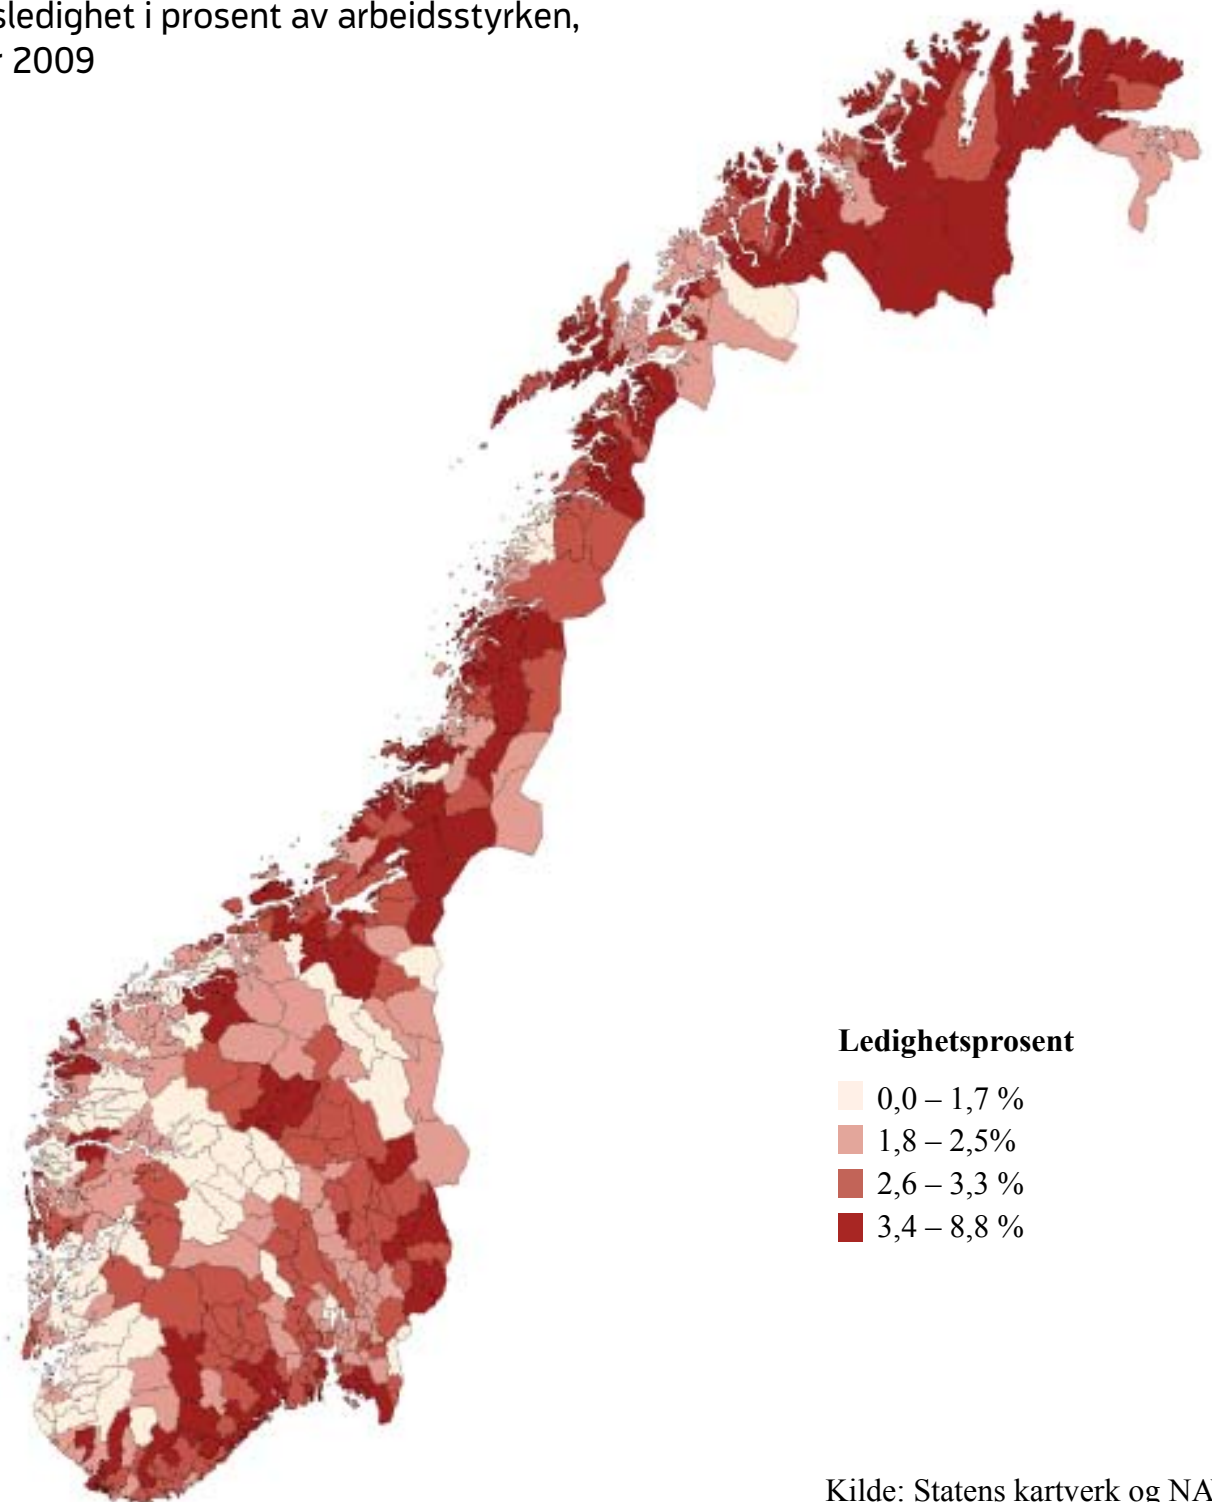 sledighet i prosent av arbeidsstyrken,
2009
Ledighetsprosent
0,0 – 1,7 %
1,8 – 2,5%
2,6 – 3,3 %
3,4 – 8,8 %
Kilde: Statens kartverk og NA